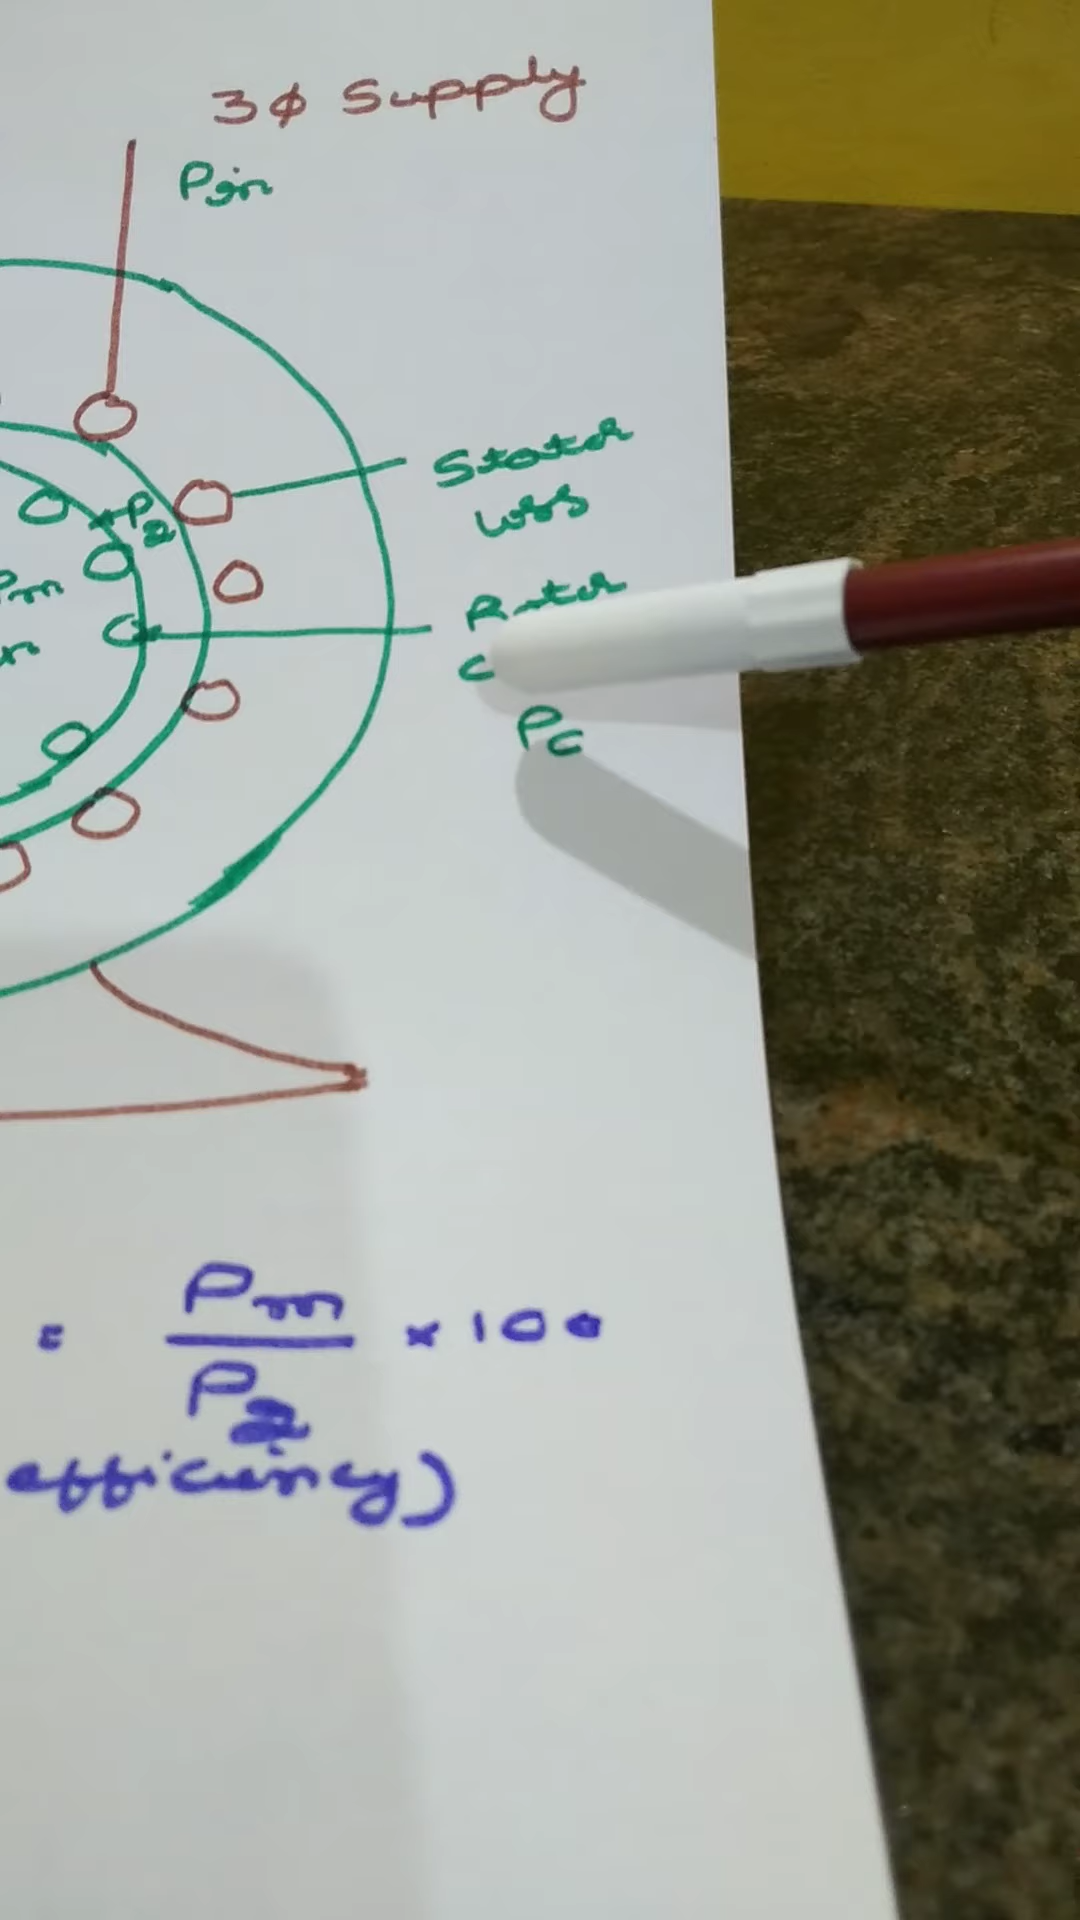 3ϕ Supply
Pin
Stator
loss
P2
Rotor
Pm
Pc
= Pm / P2 × 100
efficiency)